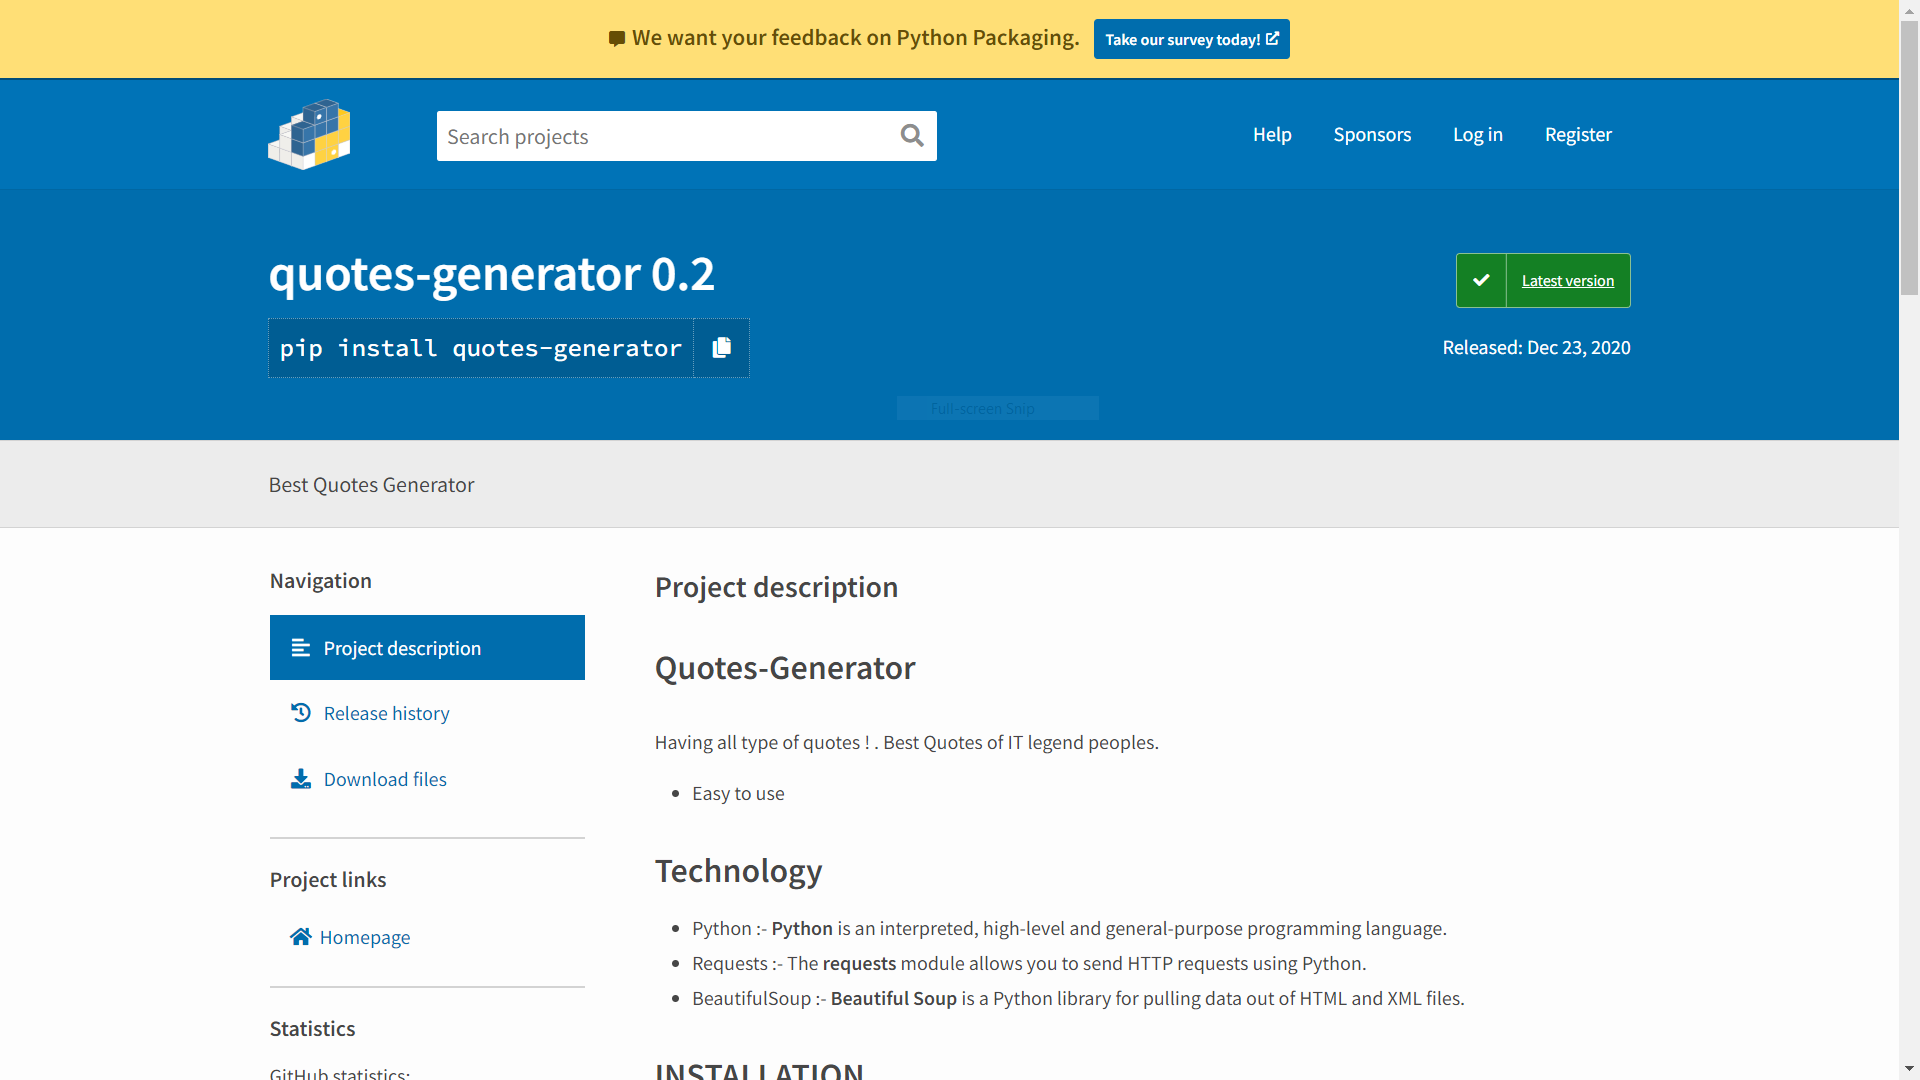 We want your feedback on Python Packaging. Take our survey today!
Search projects
Help Sponsors Log in Register
quotes-generator 0.2
Latest version
pip install quotes-generator
Released: Dec 23, 2020
Full-screen Snip
Best Quotes Generator
Navigation
Project description
Release history
Download files
Project links
Homepage
Statistics
GitHub statistics:
Project description
Quotes-Generator
Having all type of quotes ! . Best Quotes of IT legend peoples.
Easy to use
Technology
Python :- Python is an interpreted, high-level and general-purpose programming language.
Requests :- The requests module allows you to send HTTP requests using Python.
BeautifulSoup :- Beautiful Soup is a Python library for pulling data out of HTML and XML files.
INSTALLATION